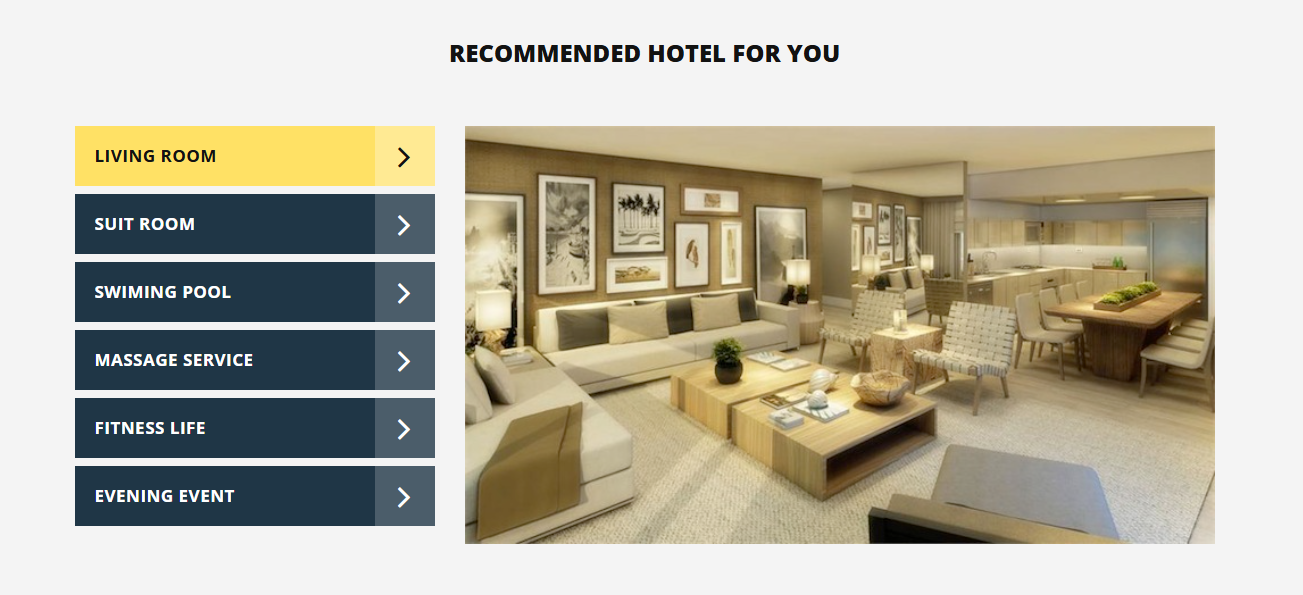 RECOMMENDED HOTEL FOR YOU
LIVING ROOM
SUIT ROOM
SWIMING POOL
MASSAGE SERVICE
FITNESS LIFE
EVENING EVENT